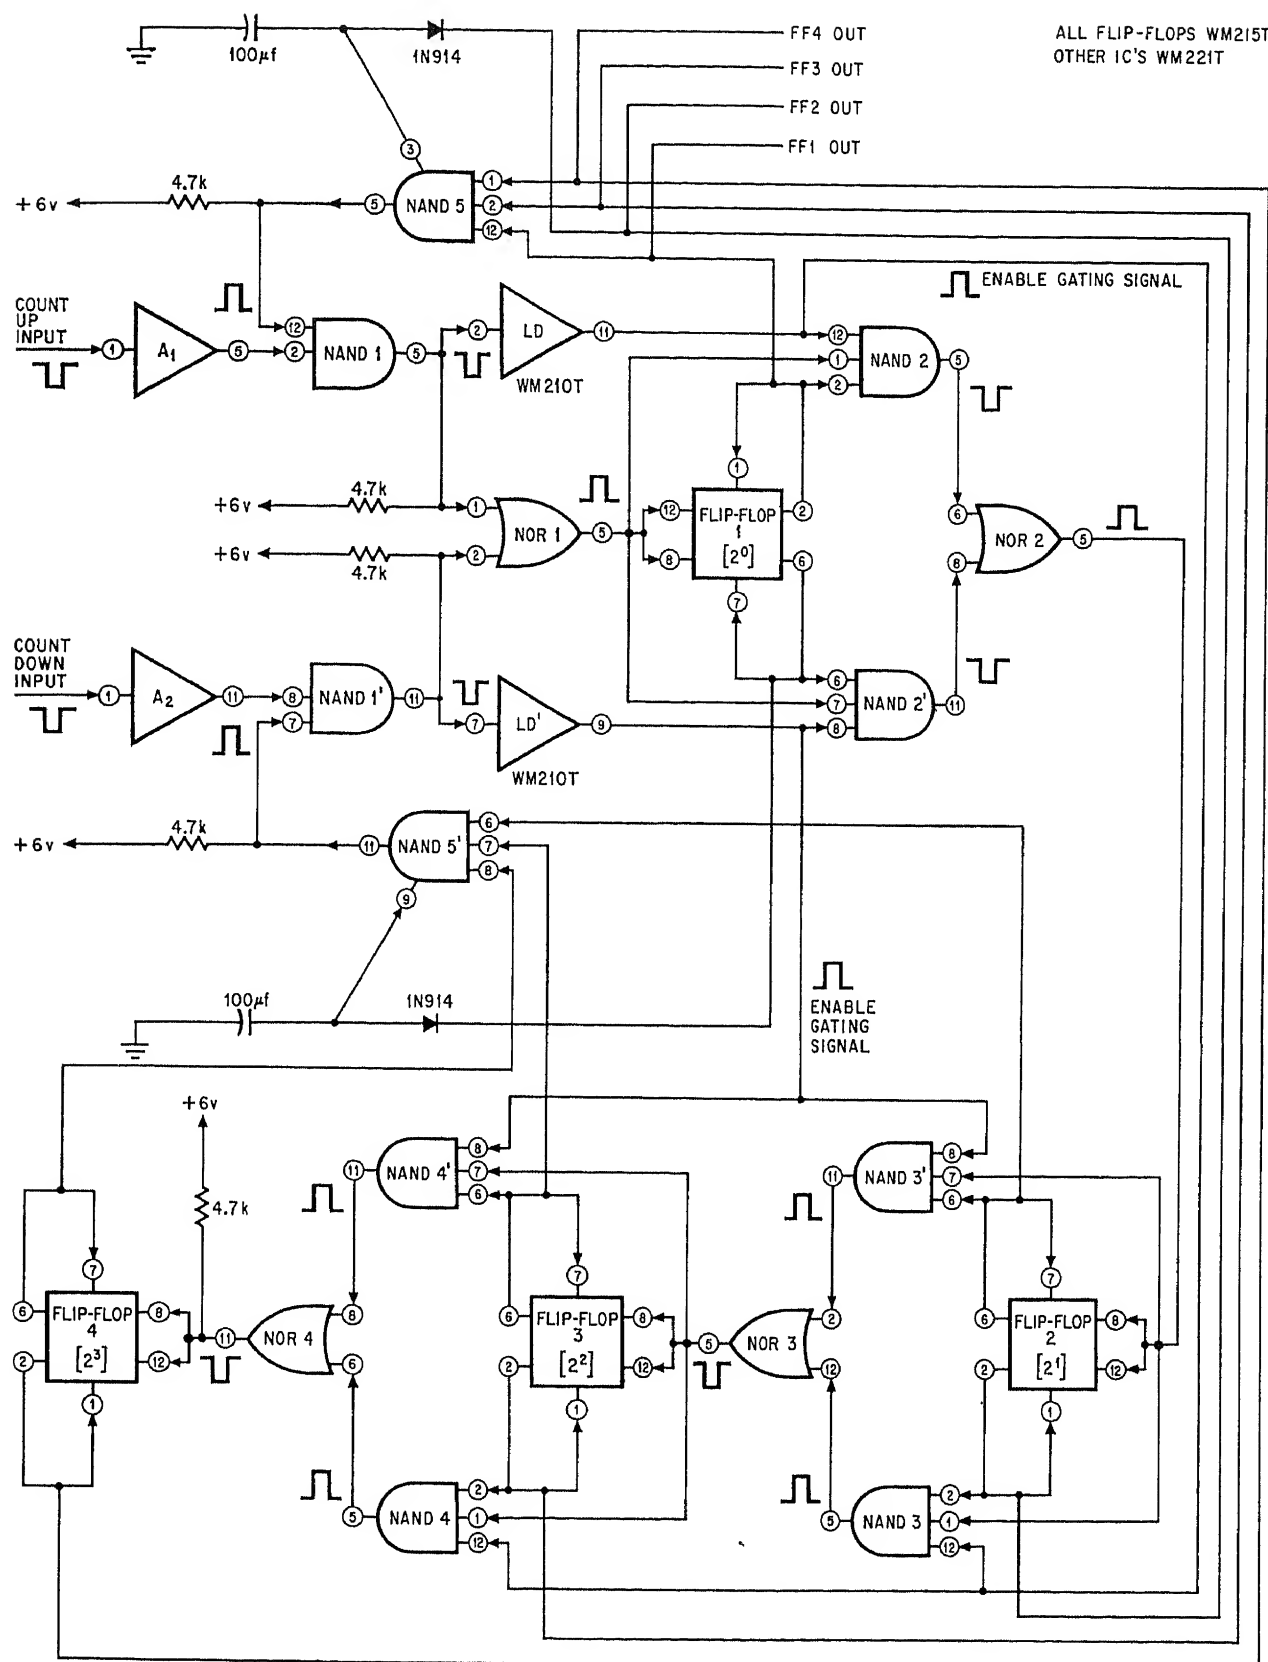 100µf
1N914
FF4 OUT
FF3 OUT
FF2 OUT
FF1 OUT
ALL FLIP-FLOPS WM215T
OTHER IC'S WM221T
3
+6v
4.7k
5
NAND 5
1
2
12
ENABLE GATING SIGNAL
COUNT
UP
INPUT
1
A1
5
12
2
NAND 1
5
2
LD
11
WM210T
12
1
2
NAND 2
5
+6v
4.7k
+6v
4.7k
1
2
NOR 1
5
1
12
8
FLIP-FLOP
1
[2⁰]
2
6
7
6
8
NOR 2
5
COUNT
DOWN
INPUT
1
A2
11
8
7
NAND 1'
11
7
LD'
9
WM210T
6
7
8
NAND 2'
11
+6v
4.7k
11
NAND 5'
6
7
8
9
100µf
1N914
ENABLE
GATING
SIGNAL
+6v
4.7k
11
NAND 4'
8
7
6
11
NAND 3'
8
7
6
7
6
2
FLIP-FLOP
4
[2³]
8
12
1
11
NOR 4
8
6
7
6
2
FLIP-FLOP
3
[2²]
8
12
1
5
NOR 3
2
12
7
6
2
FLIP-FLOP
2
[2¹]
8
12
1
5
NAND 4
2
1
12
5
NAND 3
2
1
12